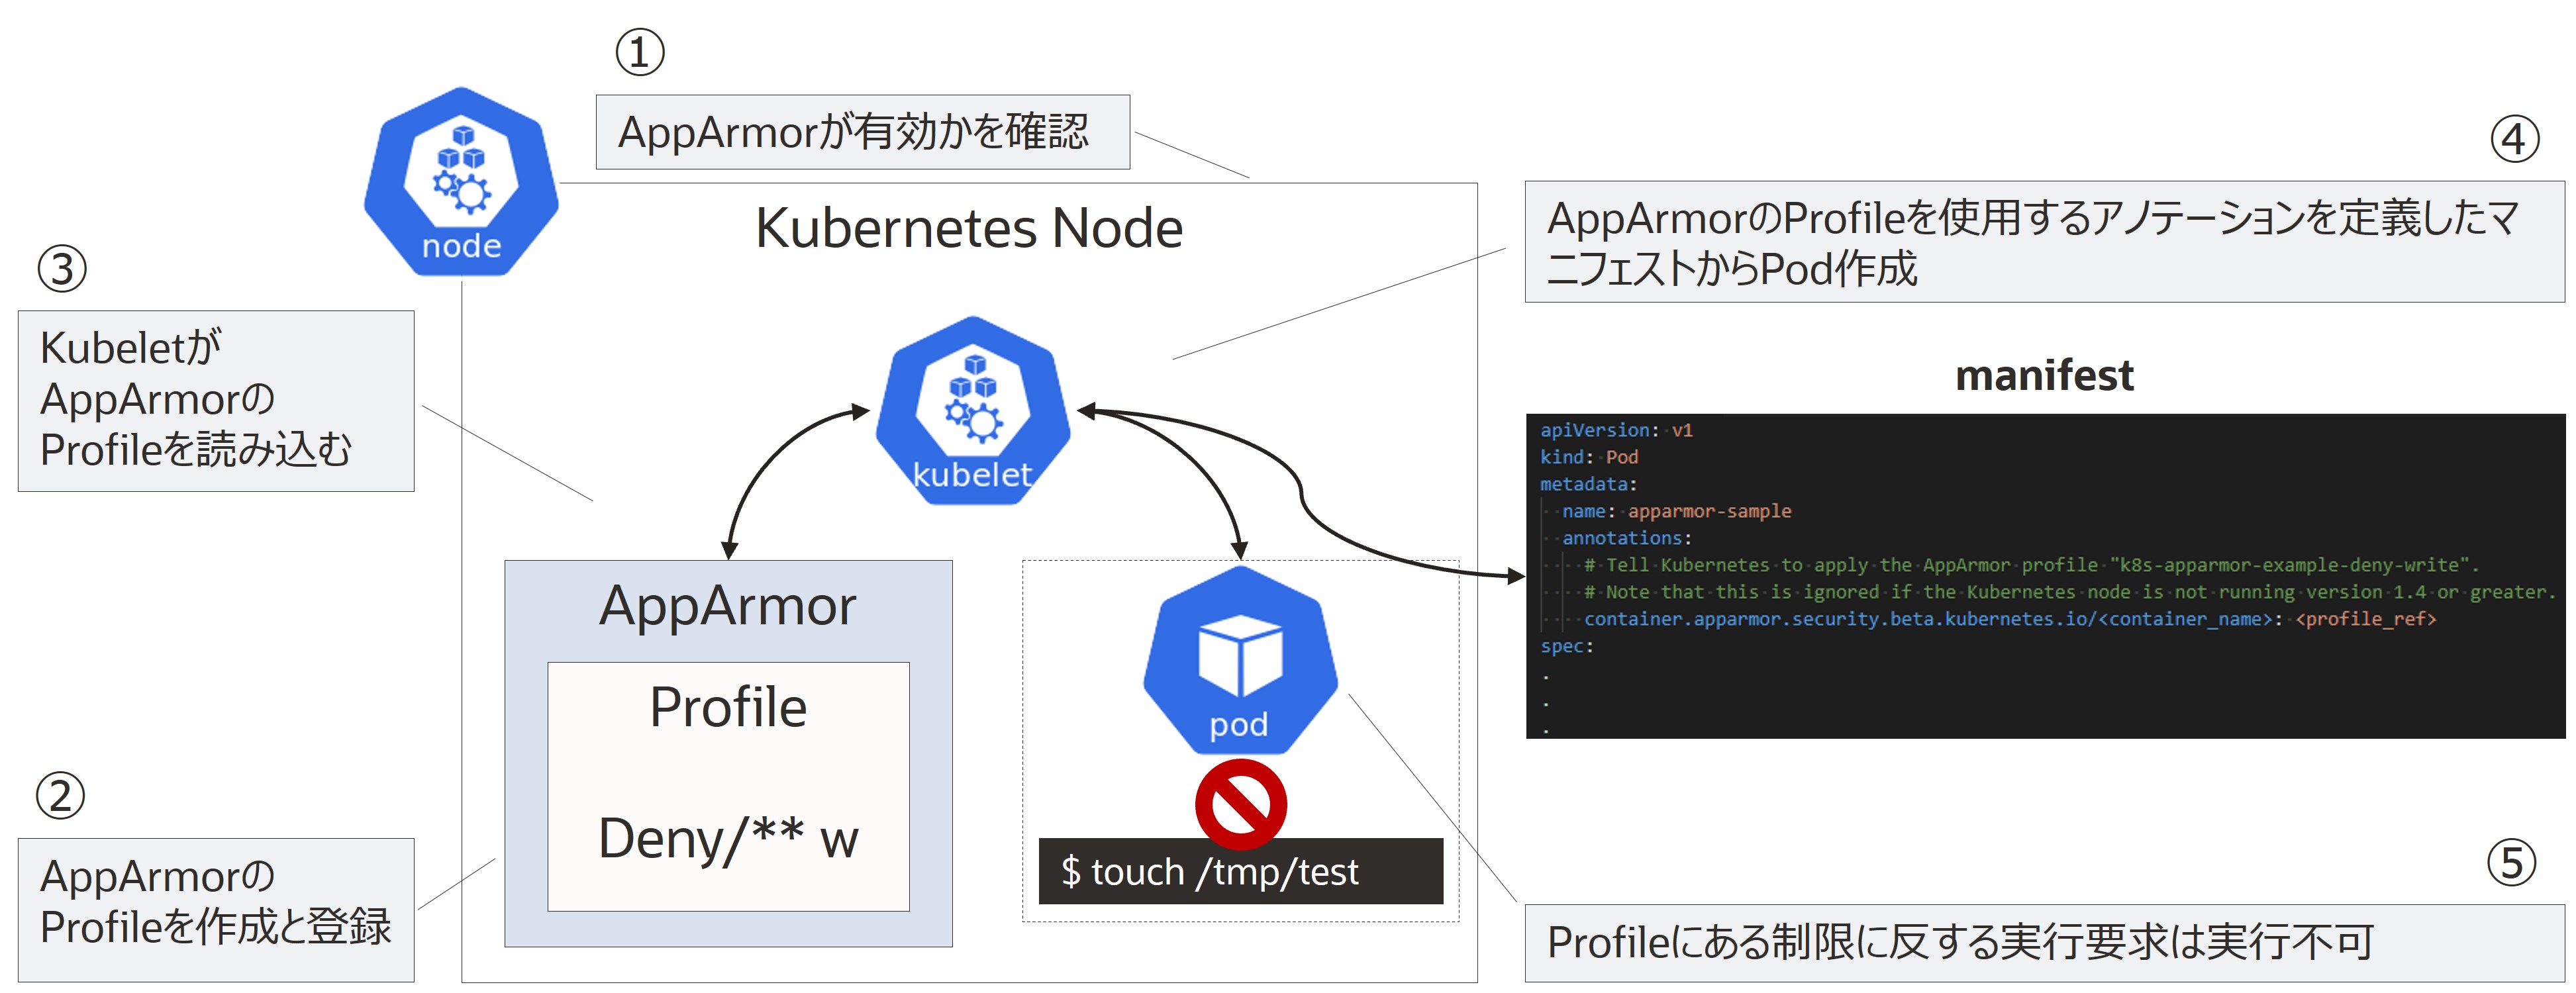 ①
AppArmorが有効かを確認
node
Kubernetes Node
④
AppArmorのProfileを使用するアノテーションを定義したマ
ニフェストからPod作成
③
Kubeletが
AppArmorの
Profileを読み込む
kubelet
manifest
apiVersion: v1
kind: Pod
metadata:
  name: apparmor-sample
  annotations:
    # Tell Kubernetes to apply the AppArmor profile "k8s-apparmor-example-deny-write".
    # Note that this is ignored if the Kubernetes node is not running version 1.4 or greater.
    container.apparmor.security.beta.kubernetes.io/<container_name>: <profile_ref>
spec:
.
.
.
AppArmor
Profile
Deny/** w
pod
$ touch /tmp/test
②
AppArmorの
Profileを作成と登録
⑤
Profileにある制限に反する実行要求は実行不可